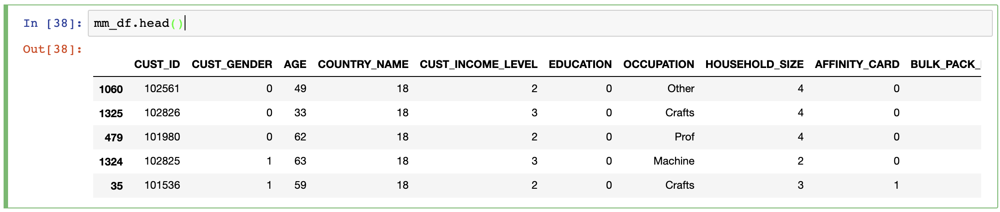 In [38]: mm_df.head()
Out[38]:
CUST_ID CUST_GENDER AGE COUNTRY_NAME CUST_INCOME_LEVEL EDUCATION OCCUPATION HOUSEHOLD_SIZE AFFINITY_CARD BULK_PACK_
1060 102561 0 49 18 2 0 Other 4 0
1325 102826 0 33 18 3 0 Crafts 4 0
479 101980 0 62 18 2 0 Prof 4 0
1324 102825 1 63 18 3 0 Machine 2 0
35 101536 1 59 18 2 0 Crafts 3 1